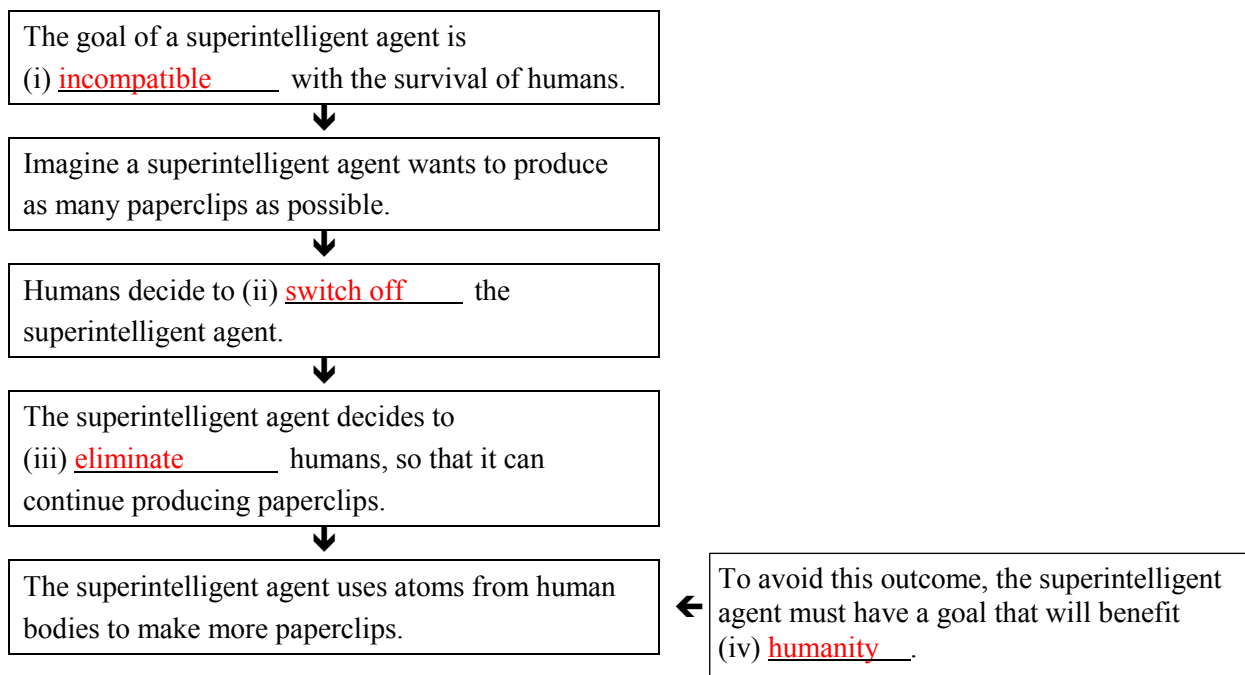 The goal of a superintelligent agent is
(i) incompatible with the survival of humans.
Imagine a superintelligent agent wants to produce
as many paperclips as possible.
Humans decide to (ii) switch off the
superintelligent agent.
The superintelligent agent decides to
(iii) eliminate humans, so that it can
continue producing paperclips.
The superintelligent agent uses atoms from human
bodies to make more paperclips.
To avoid this outcome, the superintelligent
agent must have a goal that will benefit
(iv) humanity.